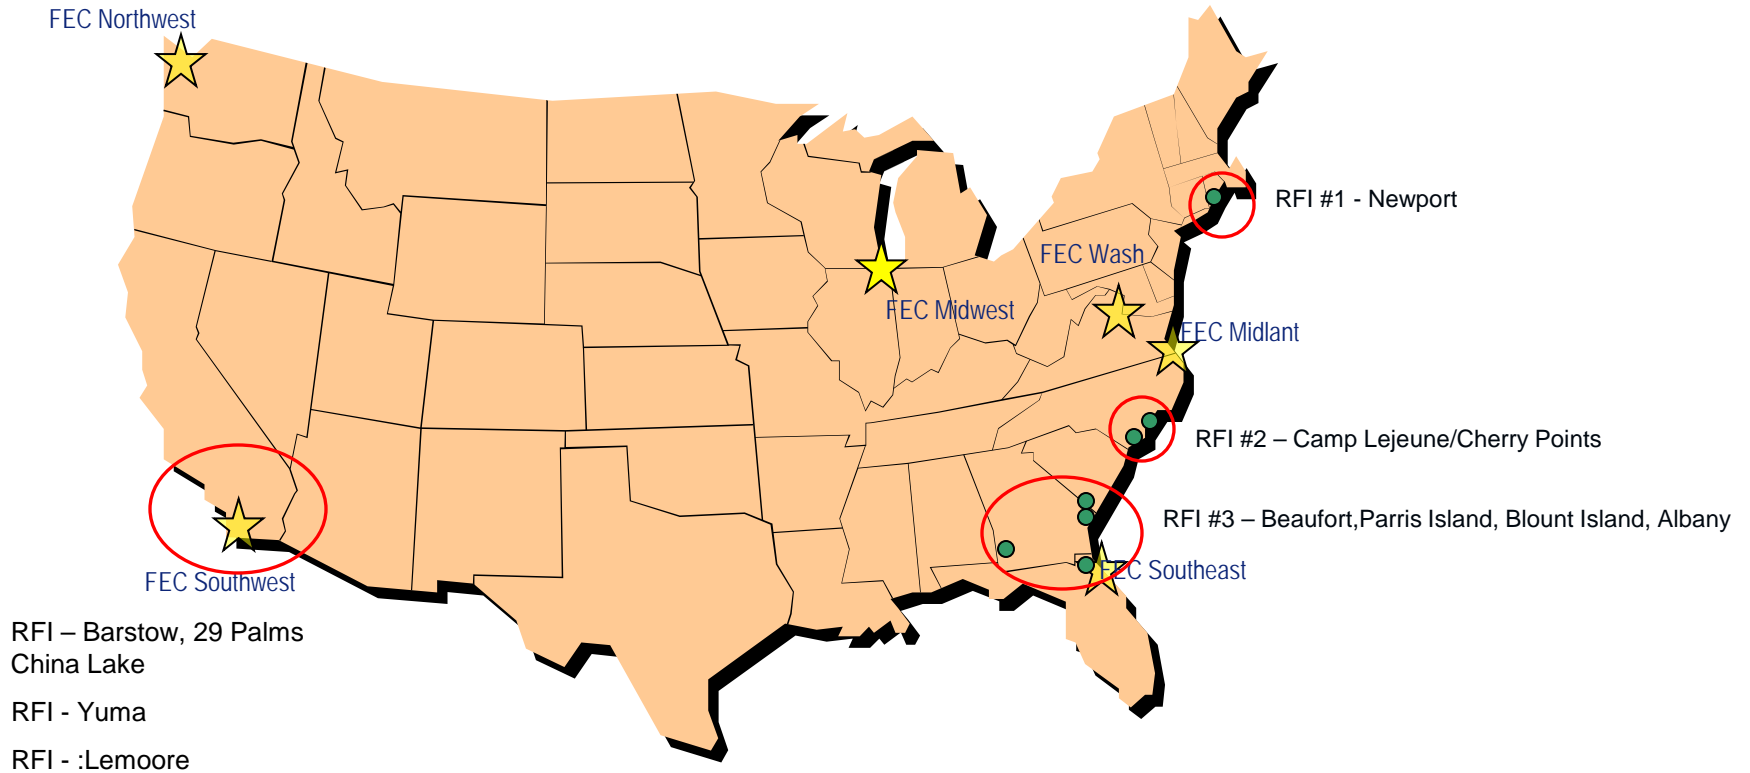 FEC Northwest
RFI #1 - Newport
FEC Wash
FEC Midwest
FEC Midlant
RFI #2 – Camp Lejeune/Cherry Points
RFI #3 – Beaufort,Parris Island, Blount Island, Albany
FEC Southeast
FEC Southwest
RFI – Barstow, 29 Palms
China Lake
RFI - Yuma
RFI - :Lemoore